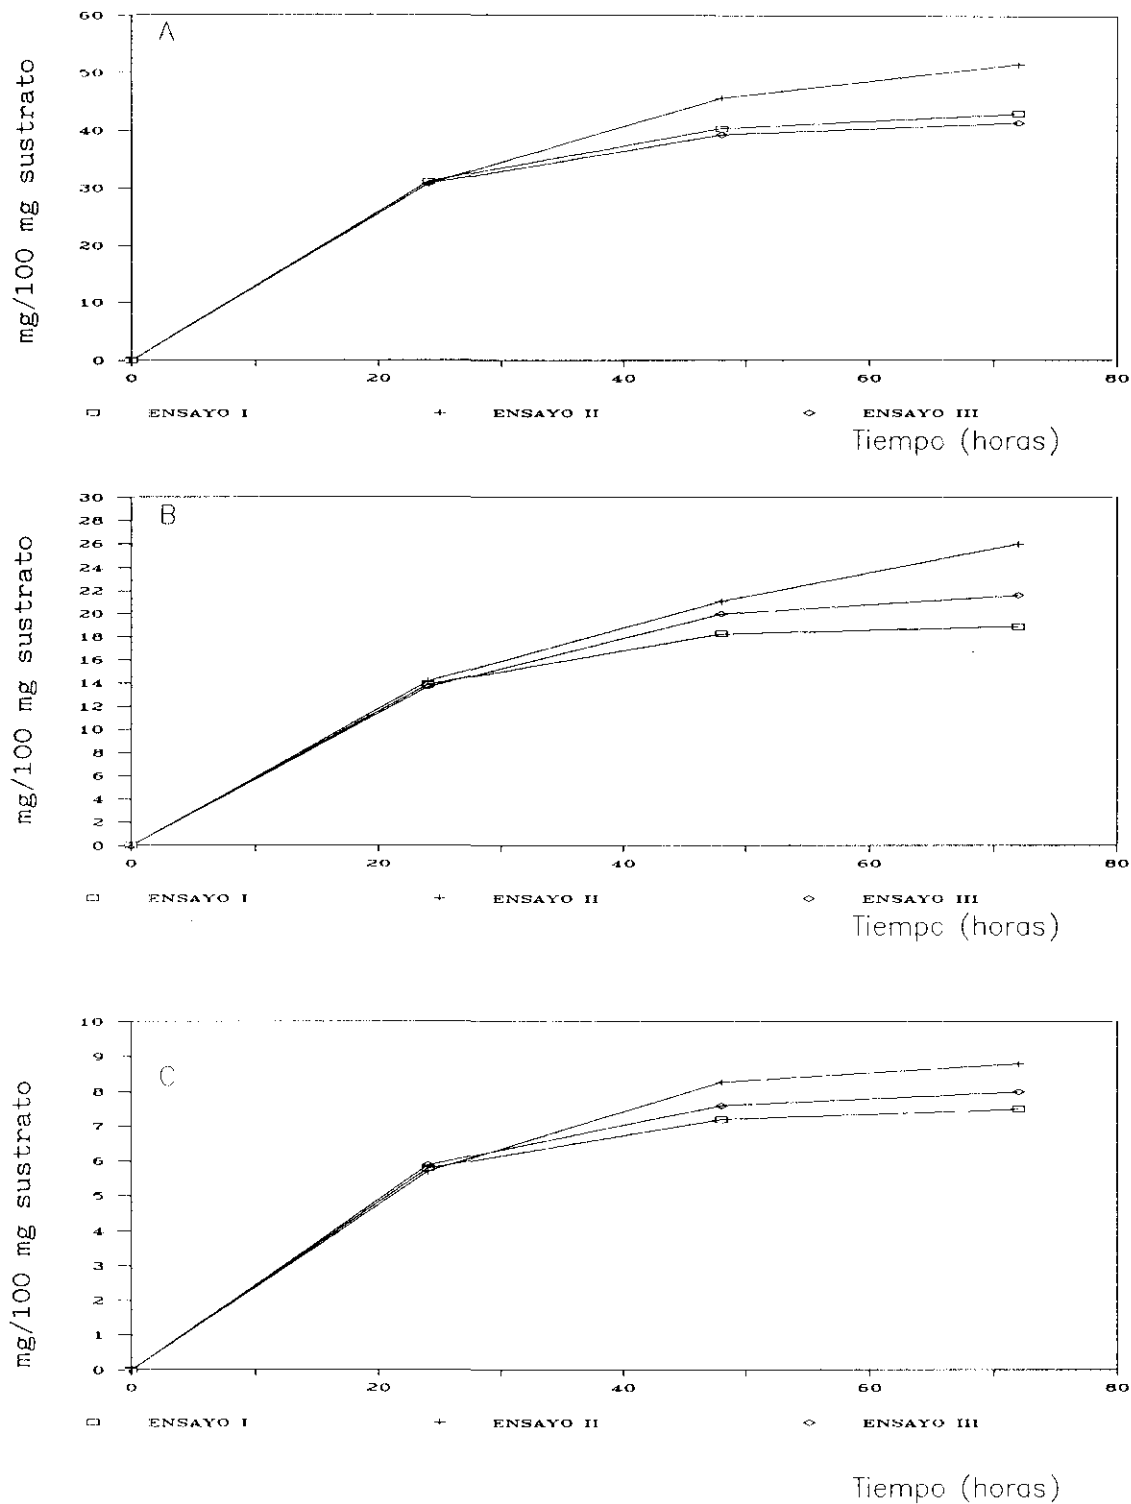 A
mg/100 mg sustrato
60
50
40
30
20
10
0
0 20 40 60 80
ENSAYO I ENSAYO II ENSAYO III
Tiempo (horas)
B
mg/100 mg sustrato
30
28
26
24
22
20
18
16
14
12
10
8
6
4
2
0
0 20 40 60 80
ENSAYO I ENSAYO II ENSAYO III
Tiempo (horas)
C
mg/100 mg sustrato
10
9
8
7
6
5
4
3
2
1
0
0 20 40 60 80
ENSAYO I ENSAYO II ENSAYO III
Tiempo (horas)